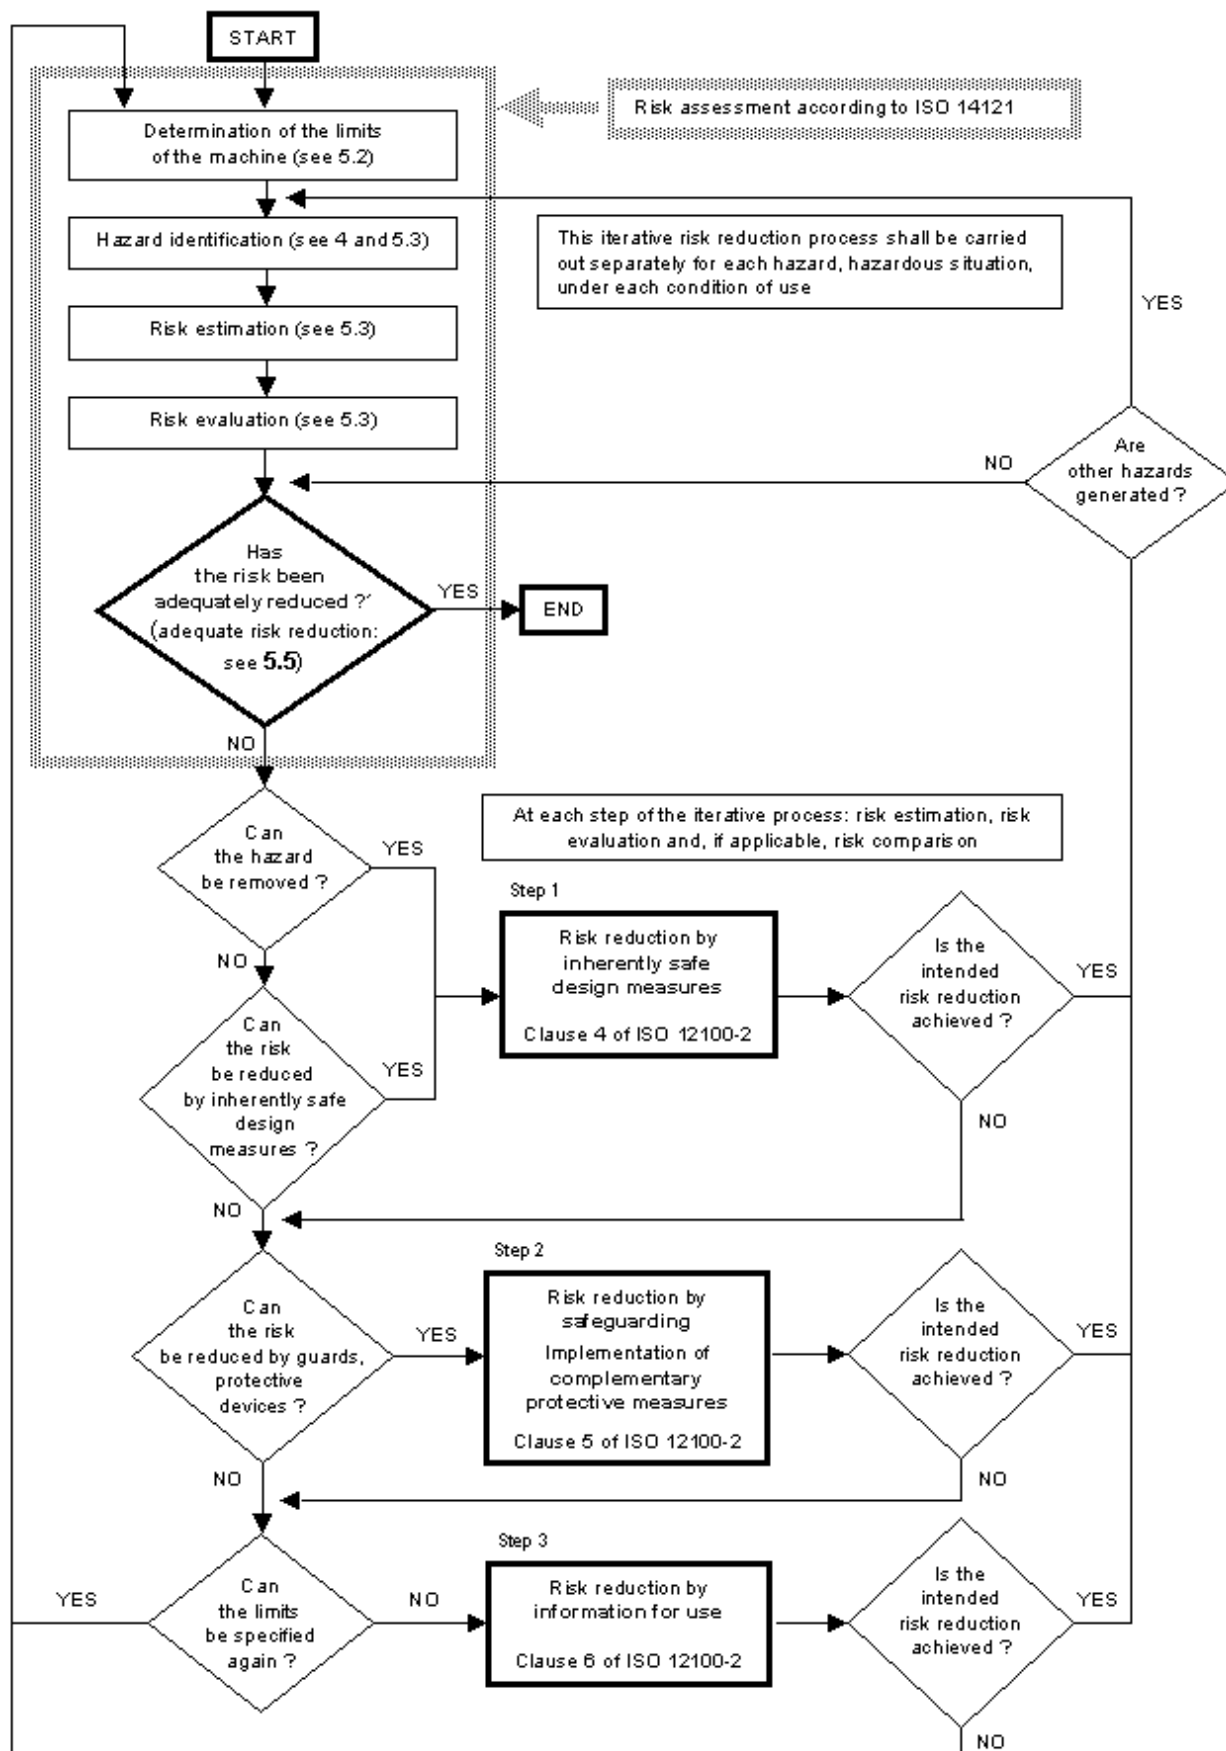 START
Risk assessment according to ISO 14121
Determination of the limits
of the machine (see 5.2)
Hazard identification (see 4 and 5.3)
This iterative risk reduction process shall be carried
out separately for each hazard, hazardous situation,
under each condition of use
YES
Risk estimation (see 5.3)
Risk evaluation (see 5.3)
NO
Are
other hazards
generated ?
Has
the risk been
adequately reduced ?
(adequate risk reduction:
see 5.5)
YES
END
NO
At each step of the iterative process: risk estimation, risk
evaluation and, if applicable, risk comparison
Can
the hazard
be removed ?
YES
NO
Step 1
Risk reduction by
inherently safe
design measures
Clause 4 of ISO 12100-2
Is the
intended
risk reduction
achieved ?
YES
NO
Can
the risk
be reduced
by inherently safe
design
measures ?
YES
NO
Step 2
Can
the risk
be reduced by guards,
protective
devices ?
YES
NO
Risk reduction by
safeguarding
Implementation of
complementary
protective measures
Clause 5 of ISO 12100-2
Is the
intended
risk reduction
achieved ?
YES
NO
Step 3
YES
Can
the limits
be specified
again ?
NO
Risk reduction by
information for use
Clause 6 of ISO 12100-2
Is the
intended
risk reduction
achieved ?
YES
NO